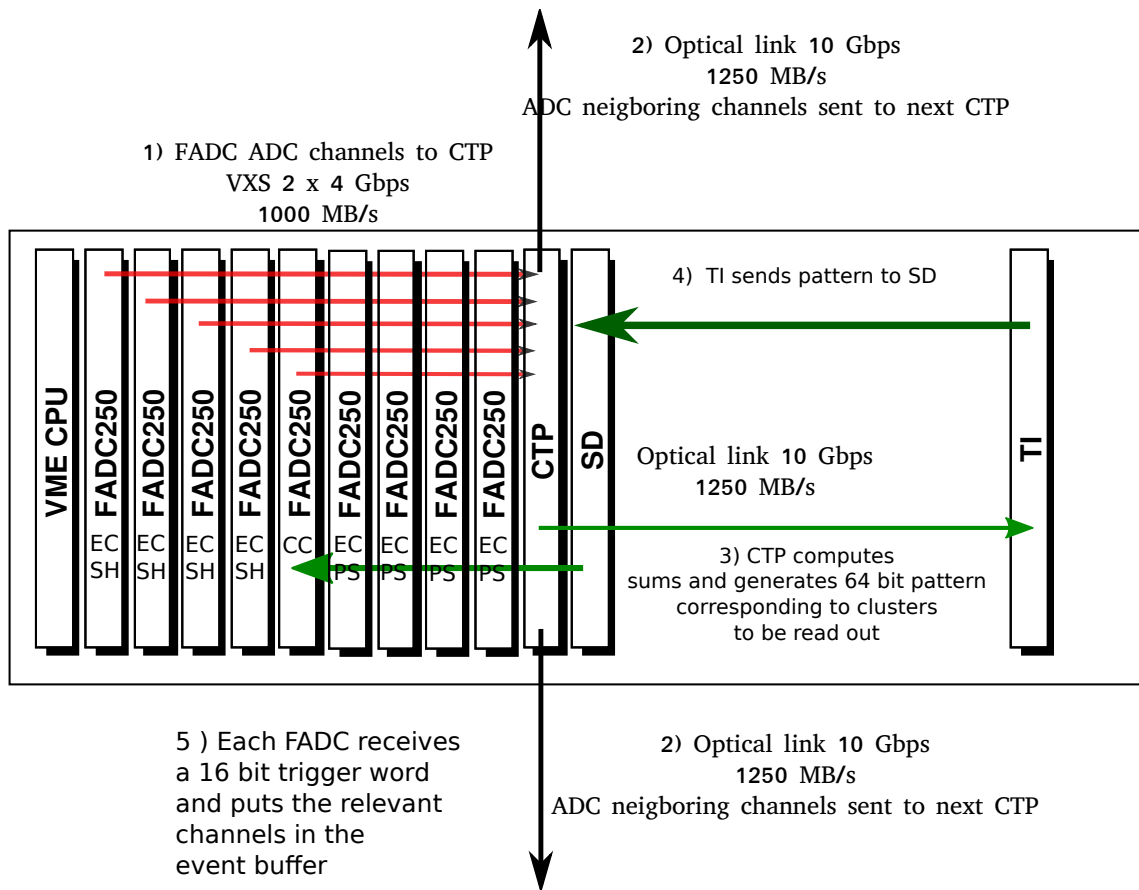 2) Optical link 10 Gbps
1250 MB/s
ADC neigboring channels sent to next CTP
1) FADC ADC channels to CTP
VXS 2 x 4 Gbps
1000 MB/s
4) TI sends pattern to SD
VME CPU
FADC250
FADC250
FADC250
FADC250
FADC250
FADC250
FADC250
FADC250
FADC250
CTP
SD
TI
EC
SH
EC
SH
EC
SH
EC
SH
CC
EC
PS
EC
PS
EC
PS
EC
PS
Optical link 10 Gbps
1250 MB/s
3) CTP computes
sums and generates 64 bit pattern
corresponding to clusters
to be read out
5 ) Each FADC receives
a 16 bit trigger word
and puts the relevant
channels in the
event buffer
2) Optical link 10 Gbps
1250 MB/s
ADC neigboring channels sent to next CTP